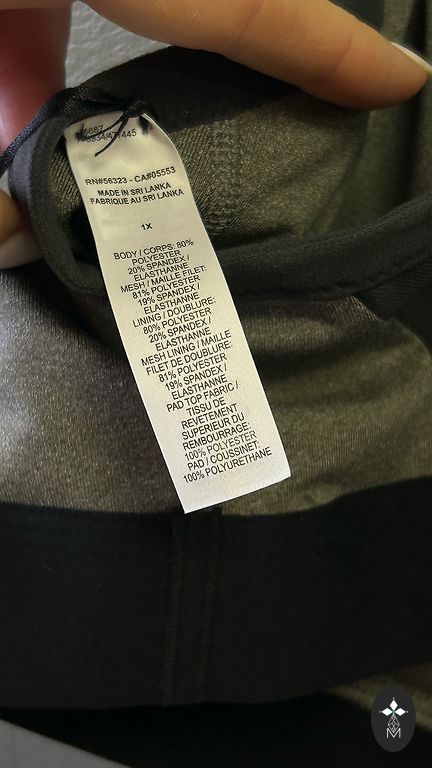 RN#56323 - CA#05553
MADE IN SRI LANKA
FABRIQUE AU SRI LANKA
1X
BODY / CORPS: 80%
POLYESTER
20% SPANDEX /
ELASTHANNE
MESH / MAILLE FILET:
81% POLYESTER
19% SPANDEX /
ELASTHANNE
LINING / DOUBLURE:
80% POLYESTER
20% SPANDEX /
ELASTHANNE
MESH LINING / MAILLE
FILET DE DOUBLURE:
81% POLYESTER
19% SPANDEX /
ELASTHANNE
PAD TOP FABRIC /
TISSU DE
REVETEMENT
SUPERIEUR DU
REMBOURRAGE:
100% POLYESTER
PAD / COUSSINET:
100% POLYURETHANE
M